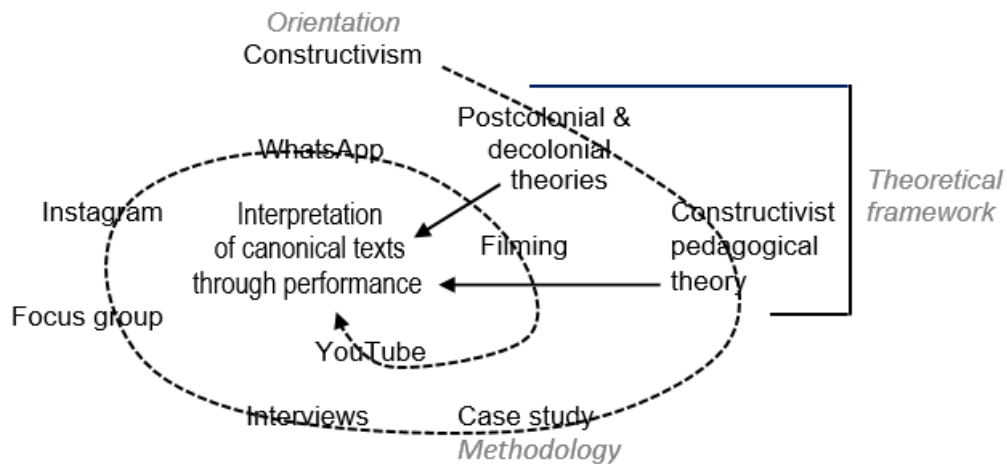 Orientation
Constructivism
Postcolonial &
decolonial
theories
WhatsApp
Theoretical
framework
Instagram
Interpretation
of canonical texts
through performance
Filming
Constructivist
pedagogical
theory
Focus group
YouTube
Interviews
Case study
Methodology